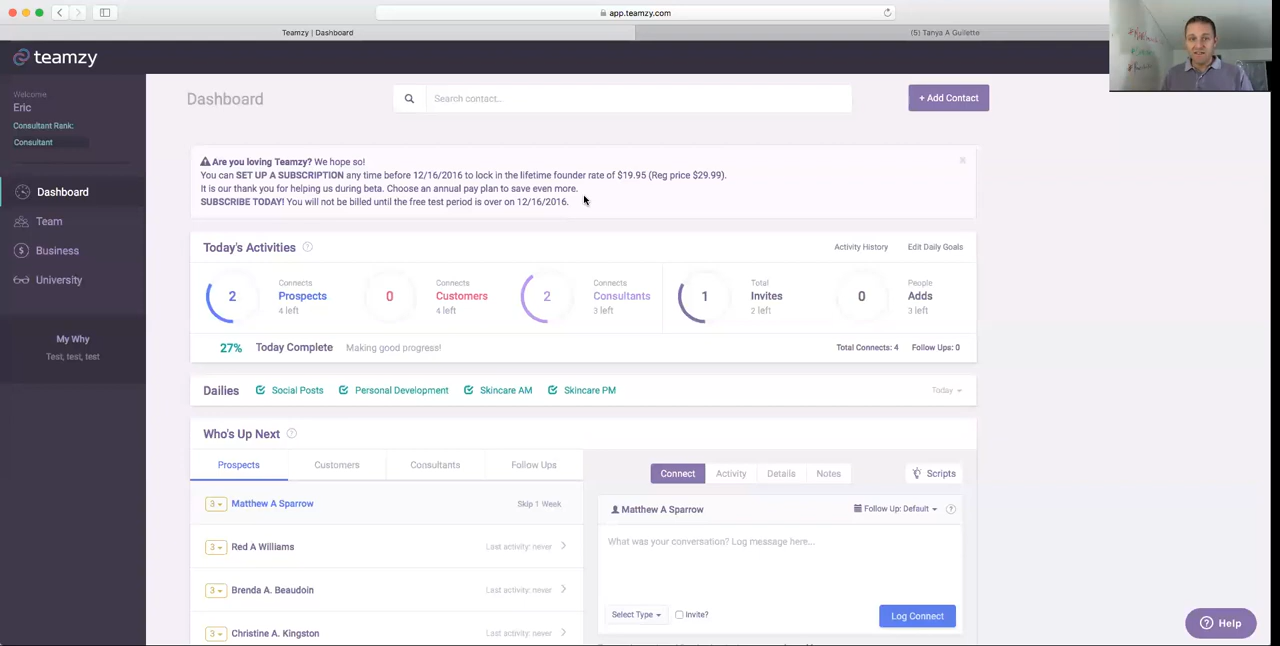 app.teamzy.com
Teamzy | Dashboard
(5) Tanya A Gullette
teamzy
Welcome
Eric
Consultant Rank:
Consultant
Dashboard
Team
Business
University
My Why
Test, test, test
Dashboard
Search contact...
+ Add Contact
Are you loving Teamzy? We hope so!
You can SET UP A SUBSCRIPTION any time before 12/16/2016 to lock in the lifetime founder rate of $19.95 (Reg price $29.99).
It is our thank you for helping us during beta. Choose an annual pay plan to save even more.
SUBSCRIBE TODAY! You will not be billed until the free test period is over on 12/16/2016.
Today's Activities
Activity History
Edit Daily Goals
2
Connects
Prospects
4 left
0
Connects
Customers
4 left
2
Connects
Consultants
3 left
1
Total
Invites
2 left
0
People
Adds
3 left
27% Today Complete Making good progress!
Total Connects: 4 Follow Ups: 0
Dailies Social Posts Personal Development Skincare AM Skincare PM Today
Who's Up Next
Prospects Customers Consultants Follow Ups
3 Matthew A Sparrow Skip 1 Week
3 Red A Williams Last activity: never
3 Brenda A. Beaudoin Last activity: never
3 Christine A. Kingston Last activity: never
Connect Activity Details Notes Scripts
Matthew A Sparrow Follow Up: Default
What was your conversation? Log message here...
Select Type Invite? Log Connect
Help